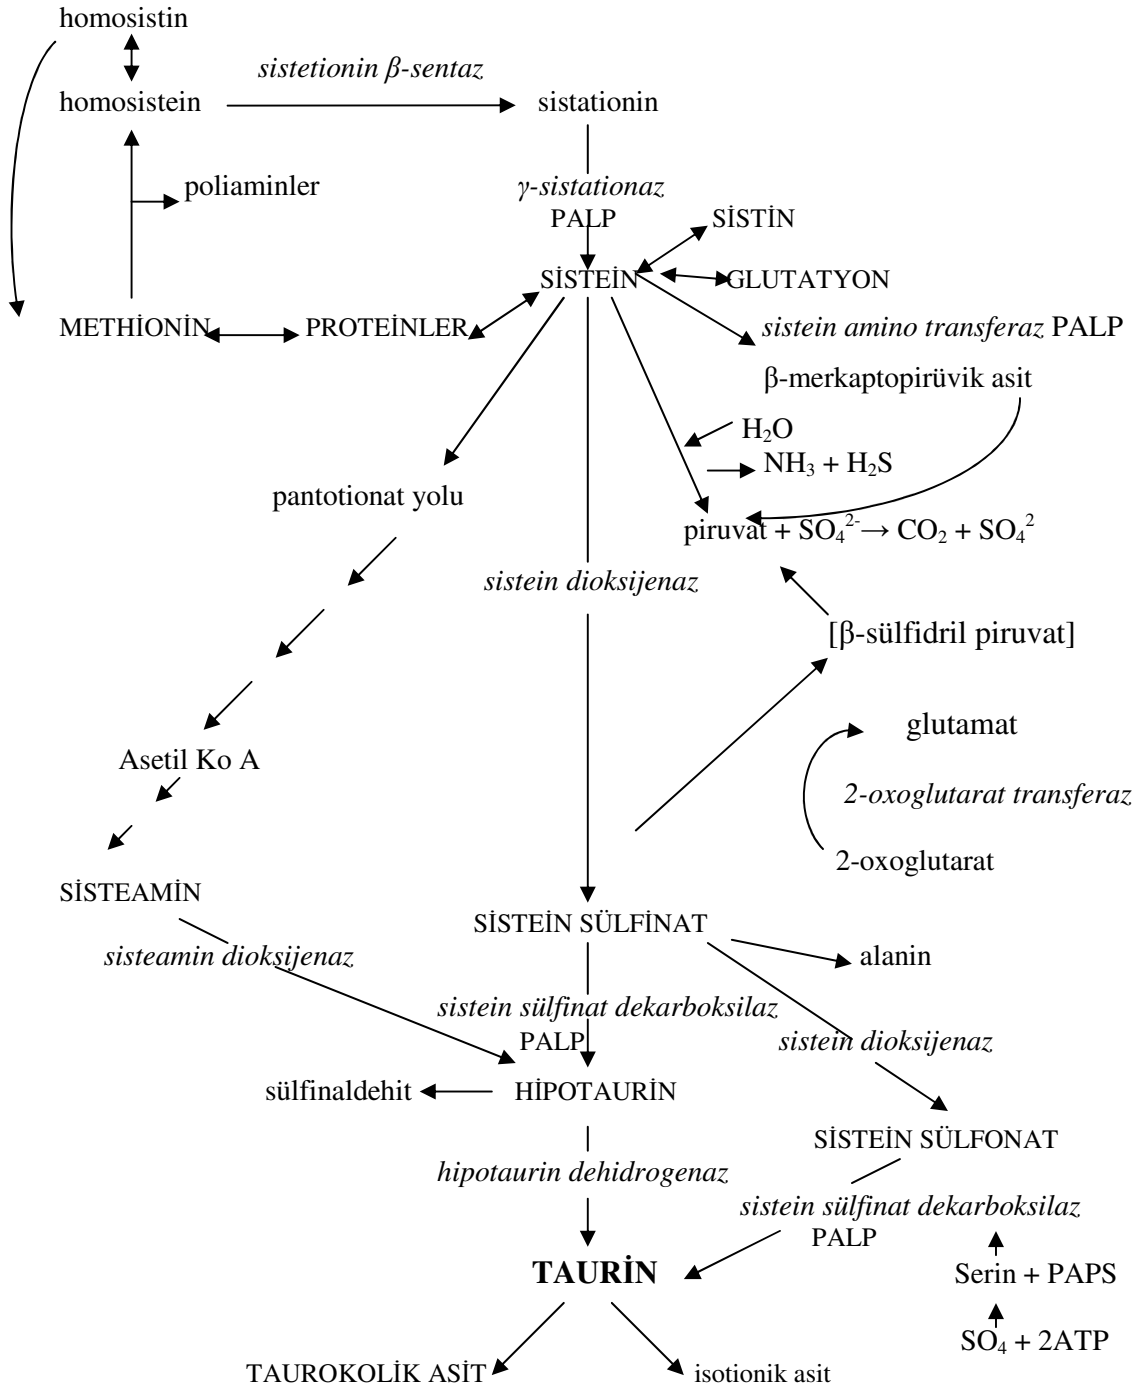 homosistin
sistetionin β-sentaz
homosistein
sistationin
poliaminler
γ-sistationaz
PALP
SİSTİN
SİSTEİN
GLUTATYON
METHİONİN
PROTEİNLER
sistein amino transferaz PALP
β-merkaptopirüvik asit
H₂O
NH₃ + H₂S
pantotionat yolu
piruvat + SO₄²⁻→ CO₂ + SO₄²
sistein dioksijenaz
[β-sülfidril piruvat]
glutamat
Asetil Ko A
2-oxoglutarat transferaz
2-oxoglutarat
SİSTEAMİN
SİSTEİN SÜLFİNAT
sisteamin dioksijenaz
alanin
sistein sülfinat dekarboksilaz
PALP
sistein dioksijenaz
sülfinaldehit
HİPOTAURİN
SİSTEİN SÜLFONAT
hipotaurin dehidrogenaz
sistein sülfinat dekarboksilaz
PALP
TAURİN
Serin + PAPS
SO₄ + 2ATP
TAUROKOLİK ASİT
isotionik asit